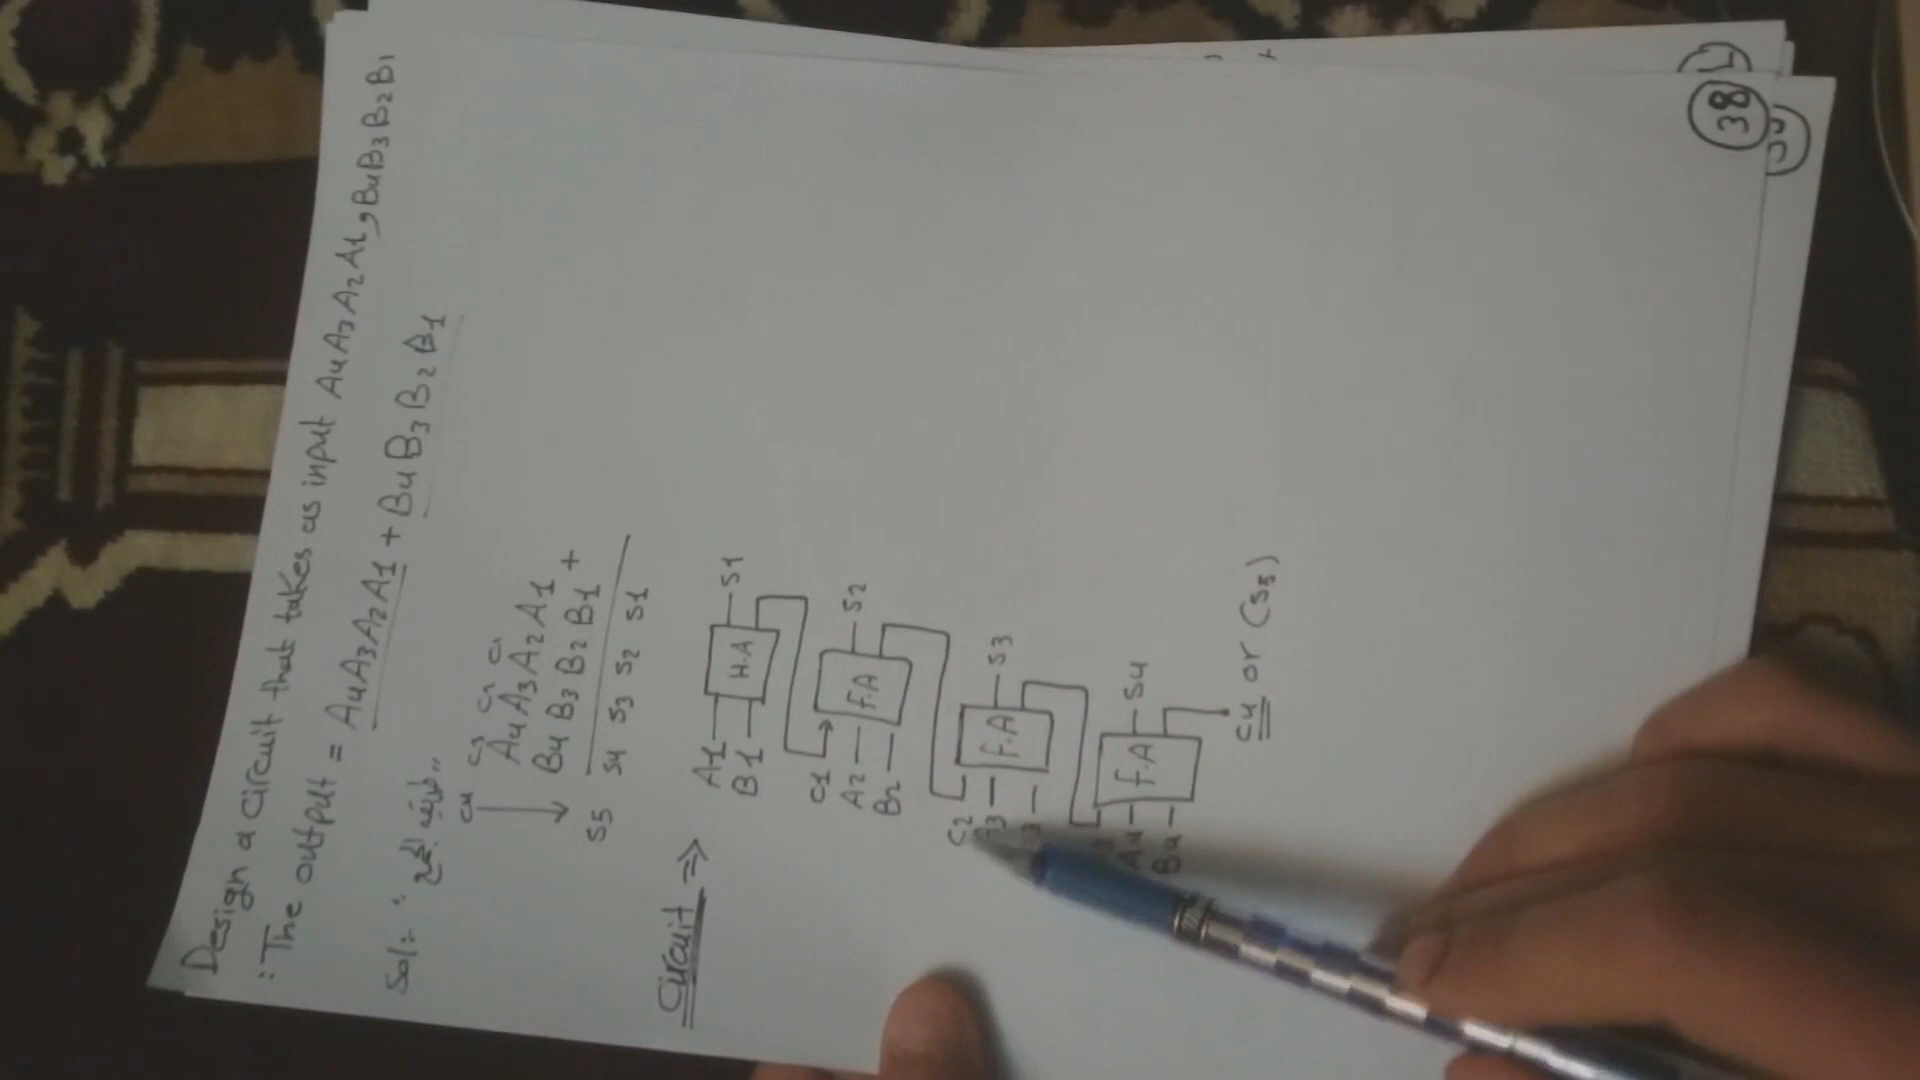 Design a circuit that takes as input A4A3A2A1, B4B3B2B1
: The output = A4A3A2A1 + B4B3B2B1
Sol:-
C4 C3 C2 C1
A4 A3 A2 A1
B4 B3 B2 B1 +
S5 S4 S3 S2 S1
Circuit ⇒
A1 H.A S1
B1
C1
A2 F.A S2
B2
C2
3 F.A S3
3
A4 F.A S4
B4
C4 or (S5)
38